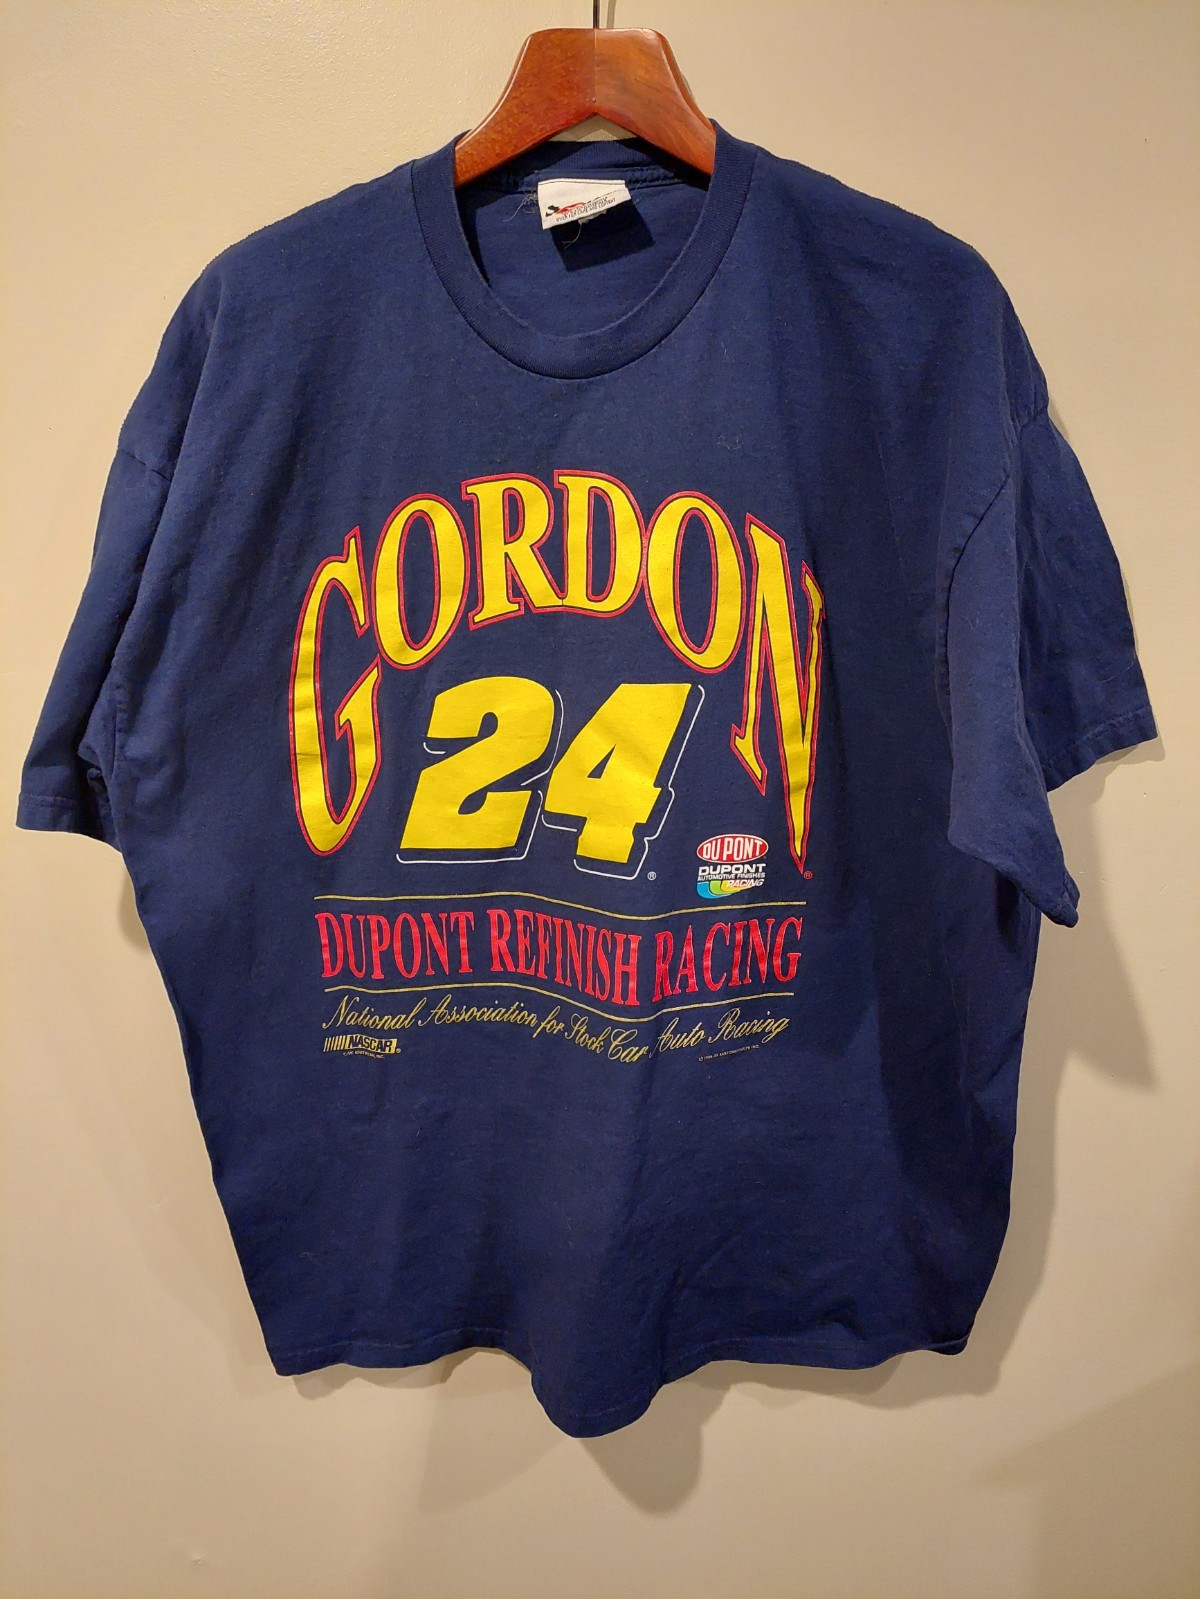 GORDON
24
®
®
DU PONT
DUPONT
AUTOMOTIVE FINISHES
RACING
DUPONT REFINISH RACING
National Association for Stock Car Auto Racing
NASCAR®